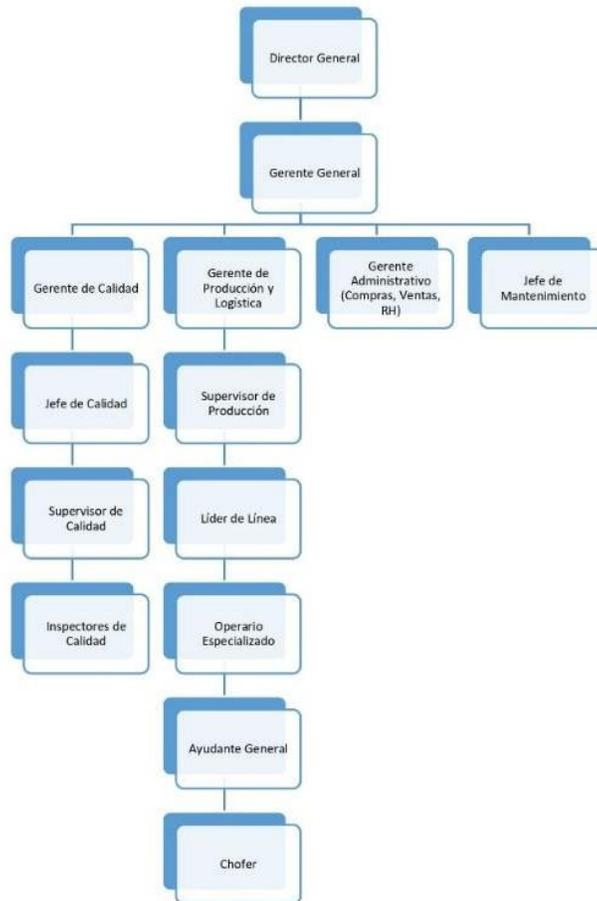 Director General
Gerente General
Gerente de Calidad
Gerente de
Producción y
Logística
Gerente
Administrativo
(Compras, Ventas,
RH)
Jefe de
Mantenimiento
Jefe de Calidad
Supervisor de
Producción
Supervisor de
Calidad
Líder de Línea
Inspectores de
Calidad
Operario
Especializado
Ayudante General
Chofer